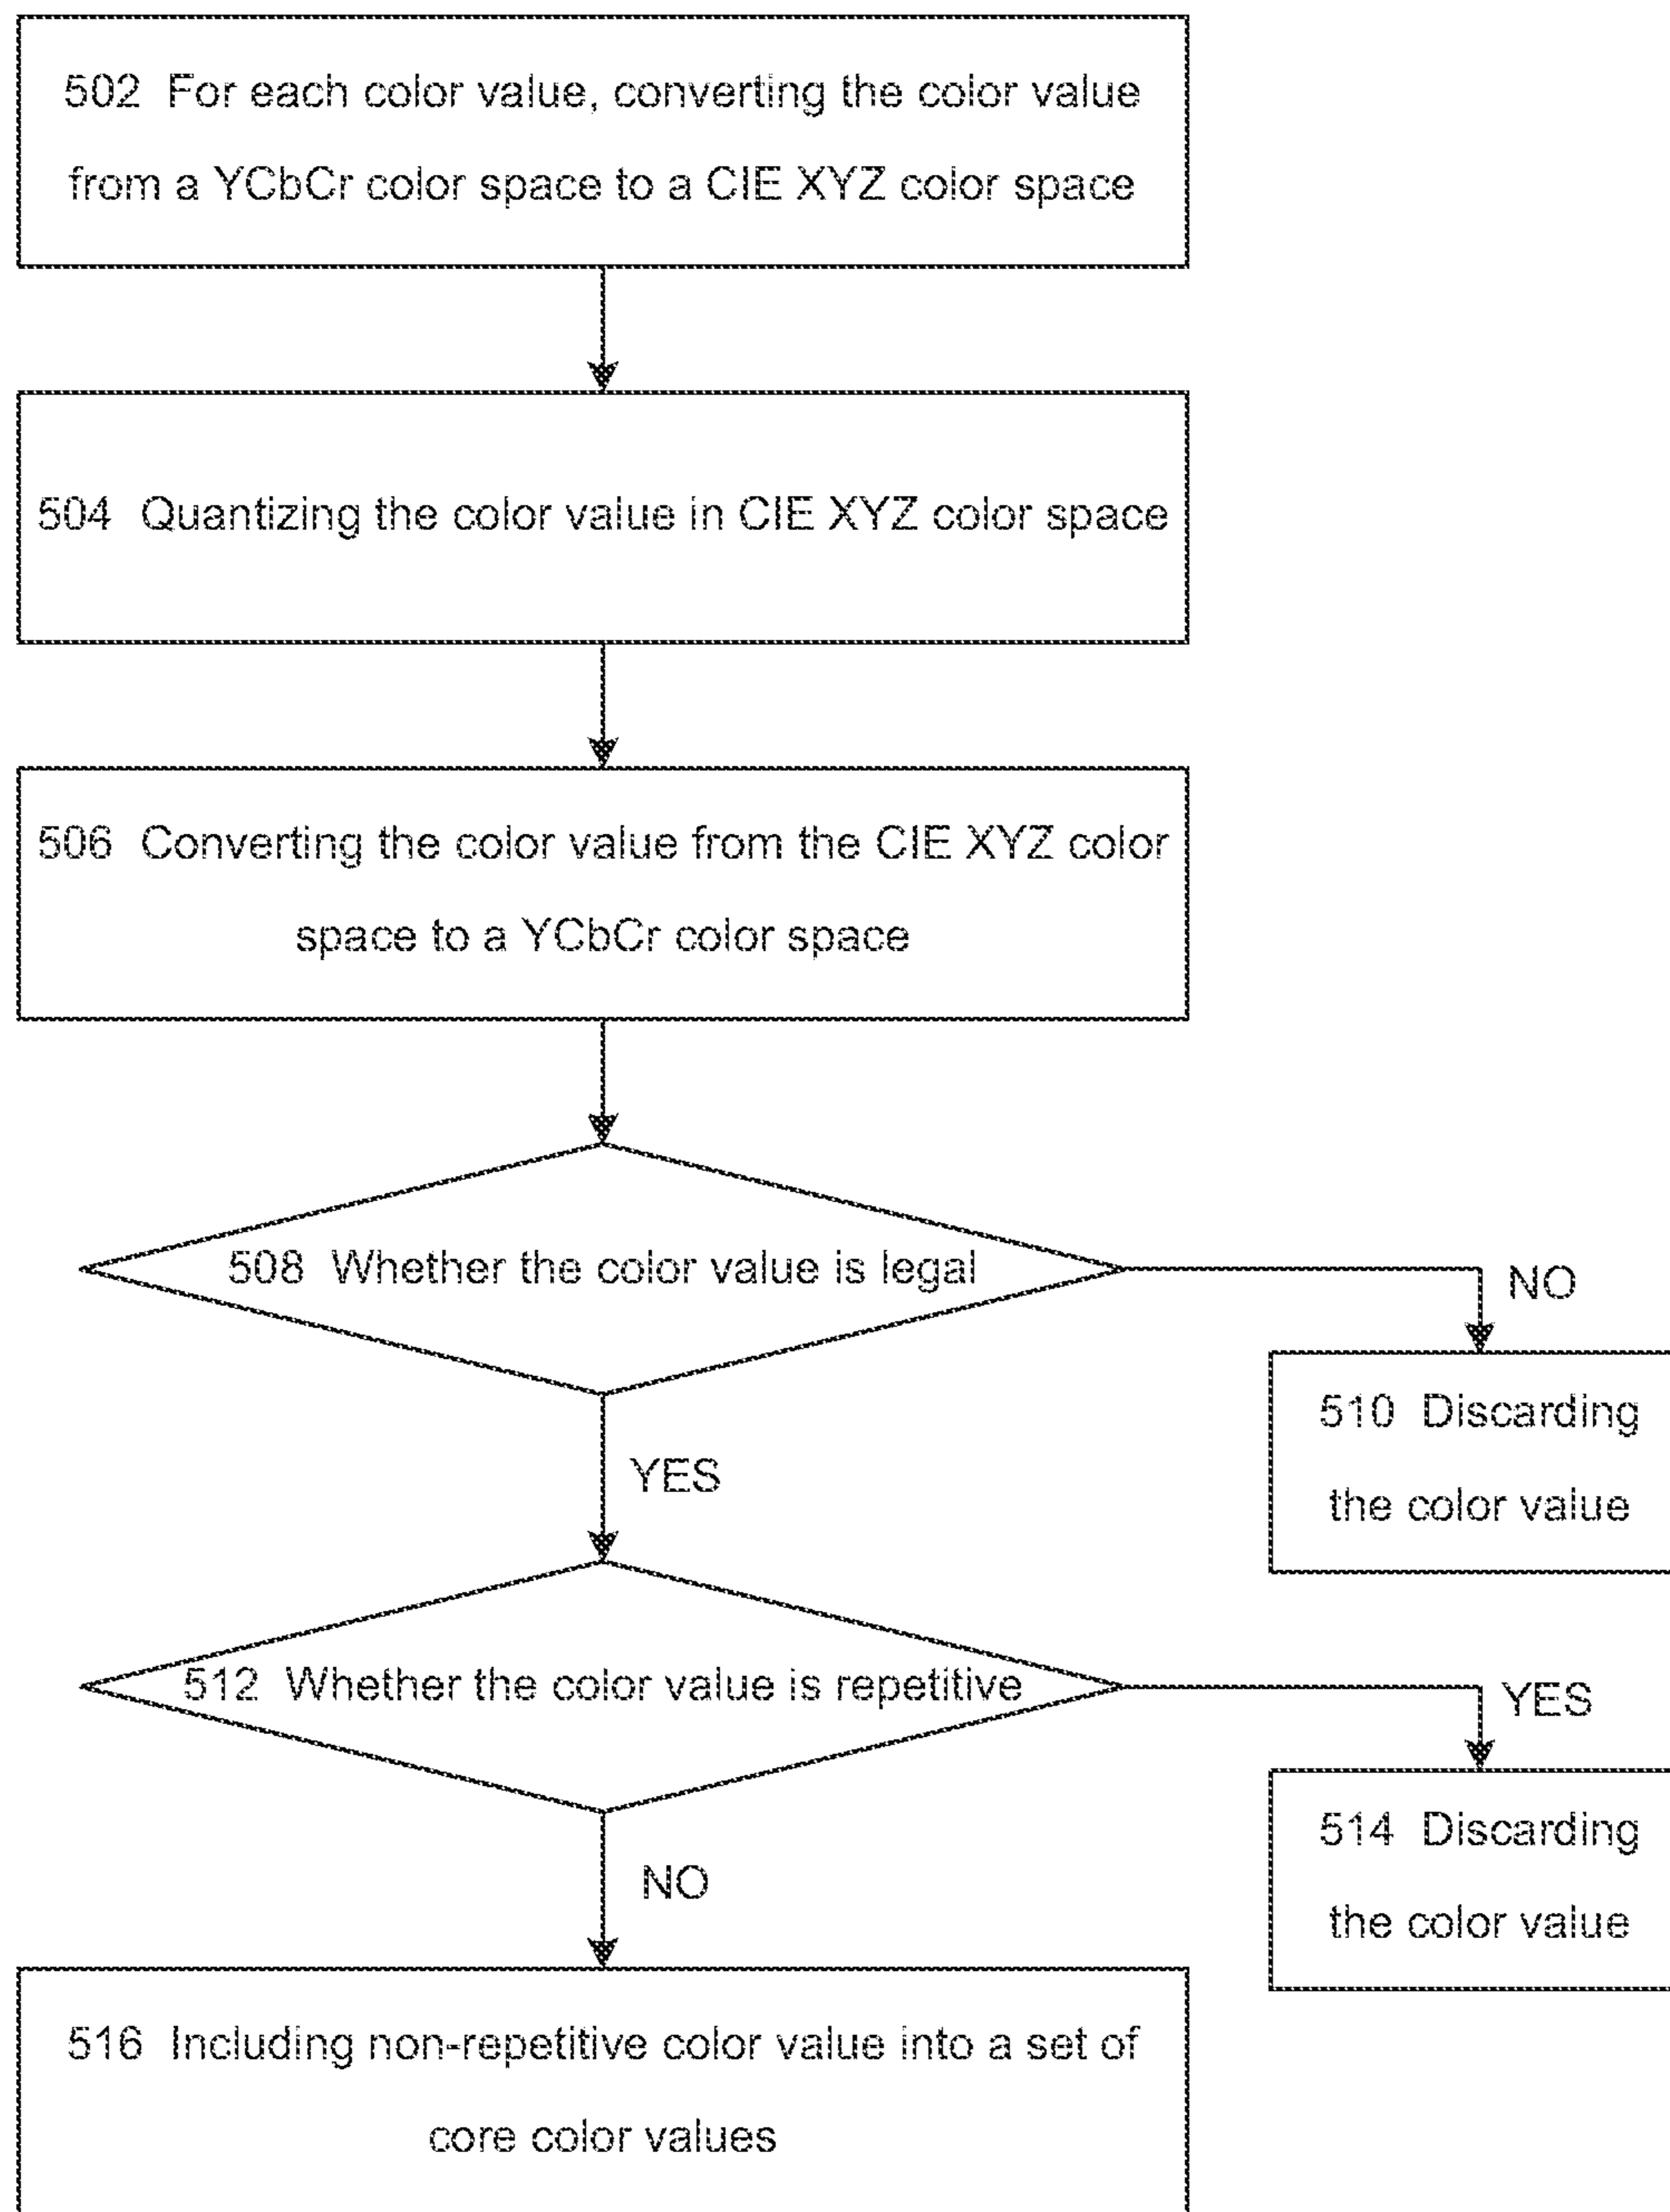 502 For each color value, converting the color value
from a YCbCr color space to a CIE XYZ color space
504 Quantizing the color value in CIE XYZ color space
506 Converting the color value from the CIE XYZ color
space to a YCbCr color space
508 Whether the color value is legal
NO
510 Discarding
the color value
YES
512 Whether the color value is repetitive
YES
514 Discarding
the color value
NO
516 Including non-repetitive color value into a set of
core color values